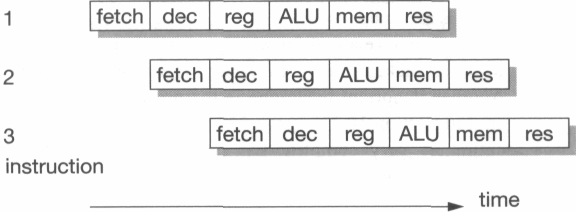 1 fetch dec reg ALU mem res
2 fetch dec reg ALU mem res
3 fetch dec reg ALU mem res
instruction
time